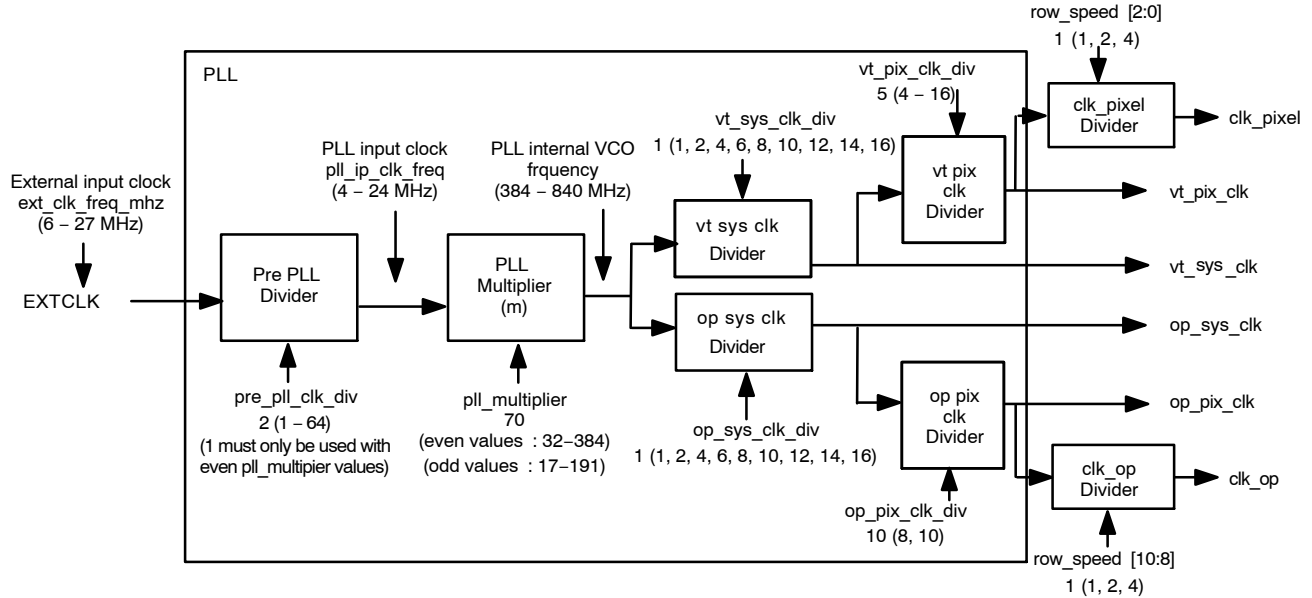 row_speed [2:0]
1 (1, 2, 4)
PLL
vt_pix_clk_div
5 (4 – 16)
clk_pixel
Divider
clk_pixel
vt_sys_clk_div
1 (1, 2, 4, 6, 8, 10, 12, 14, 16)
PLL input clock
pll_ip_clk_freq
(4 – 24 MHz)
PLL internal VCO
frquency
(384 – 840 MHz)
External input clock
ext_clk_freq_mhz
(6 – 27 MHz)
vt pix
clk
Divider
vt_pix_clk
vt sys clk
Divider
vt_sys_clk
Pre PLL
Divider
PLL
Multiplier
(m)
EXTCLK
op sys clk
Divider
op_sys_clk
pre_pll_clk_div
2 (1 – 64)
(1 must only be used with
even pll_multipier values)
pll_multiplier
70
(even values : 32–384)
(odd values : 17–191)
op_sys_clk_div
1 (1, 2, 4, 6, 8, 10, 12, 14, 16)
op pix
clk
Divider
op_pix_clk
clk_op
Divider
clk_op
op_pix_clk_div
10 (8, 10)
row_speed [10:8]
1 (1, 2, 4)